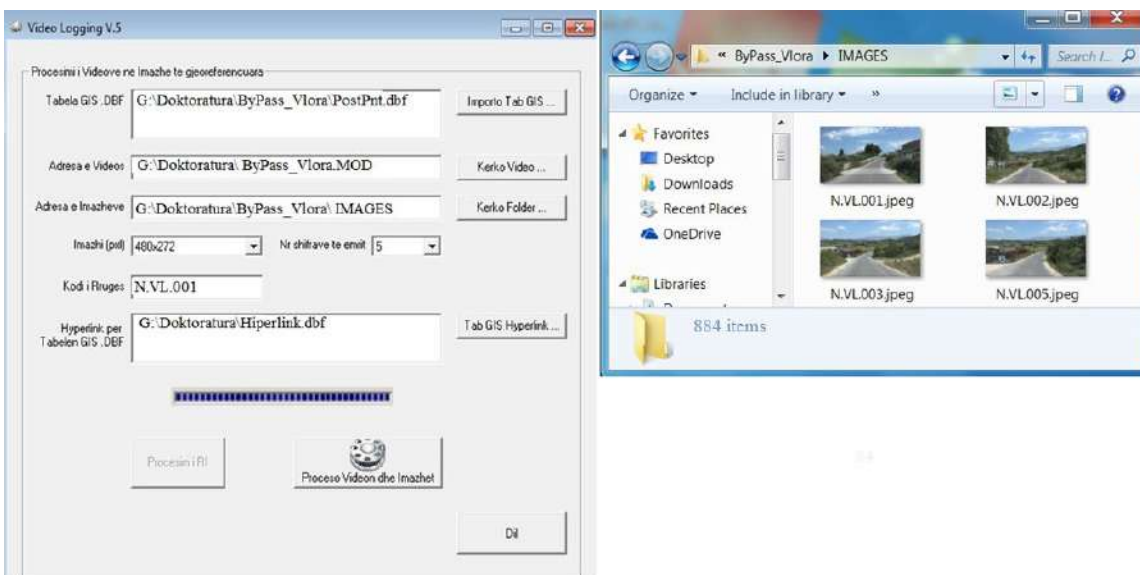 Video Logging V.5
Procesimi i Videove ne Imazhe te gjeoreferencuara
Tabela GIS .DBF
G:\Doktoratura\ByPass_Vlora\PostPnt.dbf
Importo Tab GIS ...
Adresa e Videos
G:\Doktoratura\ ByPass_Vlora.MOD
Kerko Video ...
Adresa e Imazheve
G:\Doktoratura\ByPass_Vlora\ IMAGES
Kerko Folder ...
Imazhi (pxl)
480x272
Nr shifrave te emrit
5
Kodi i Rruges
N.VL.001
Hyperlink per
Tabelen GIS .DBF
G:\Doktoratura\Hiperlink.dbf
Tab GIS Hyperlink ...
Procesim i Ri
Proceso Videon dhe Imazhet
Dil
« ByPass_Vlora ▸ IMAGES
Search I...
Organize
Include in library
»
Favorites
Desktop
Downloads
Recent Places
OneDrive
Libraries
N.VL.001.jpeg
N.VL.002.jpeg
N.VL.003.jpeg
N.VL.005.jpeg
884 items